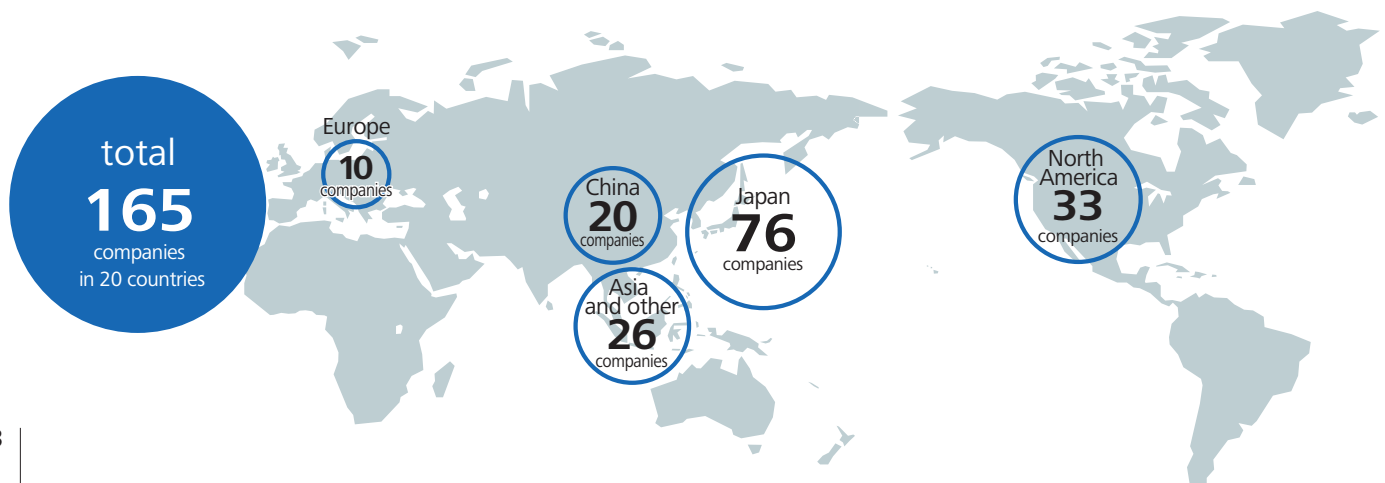 total
165
companies
in 20 countries
Europe
10
companies
China
20
companies
Asia
and other
26
companies
Japan
76
companies
North
America
33
companies